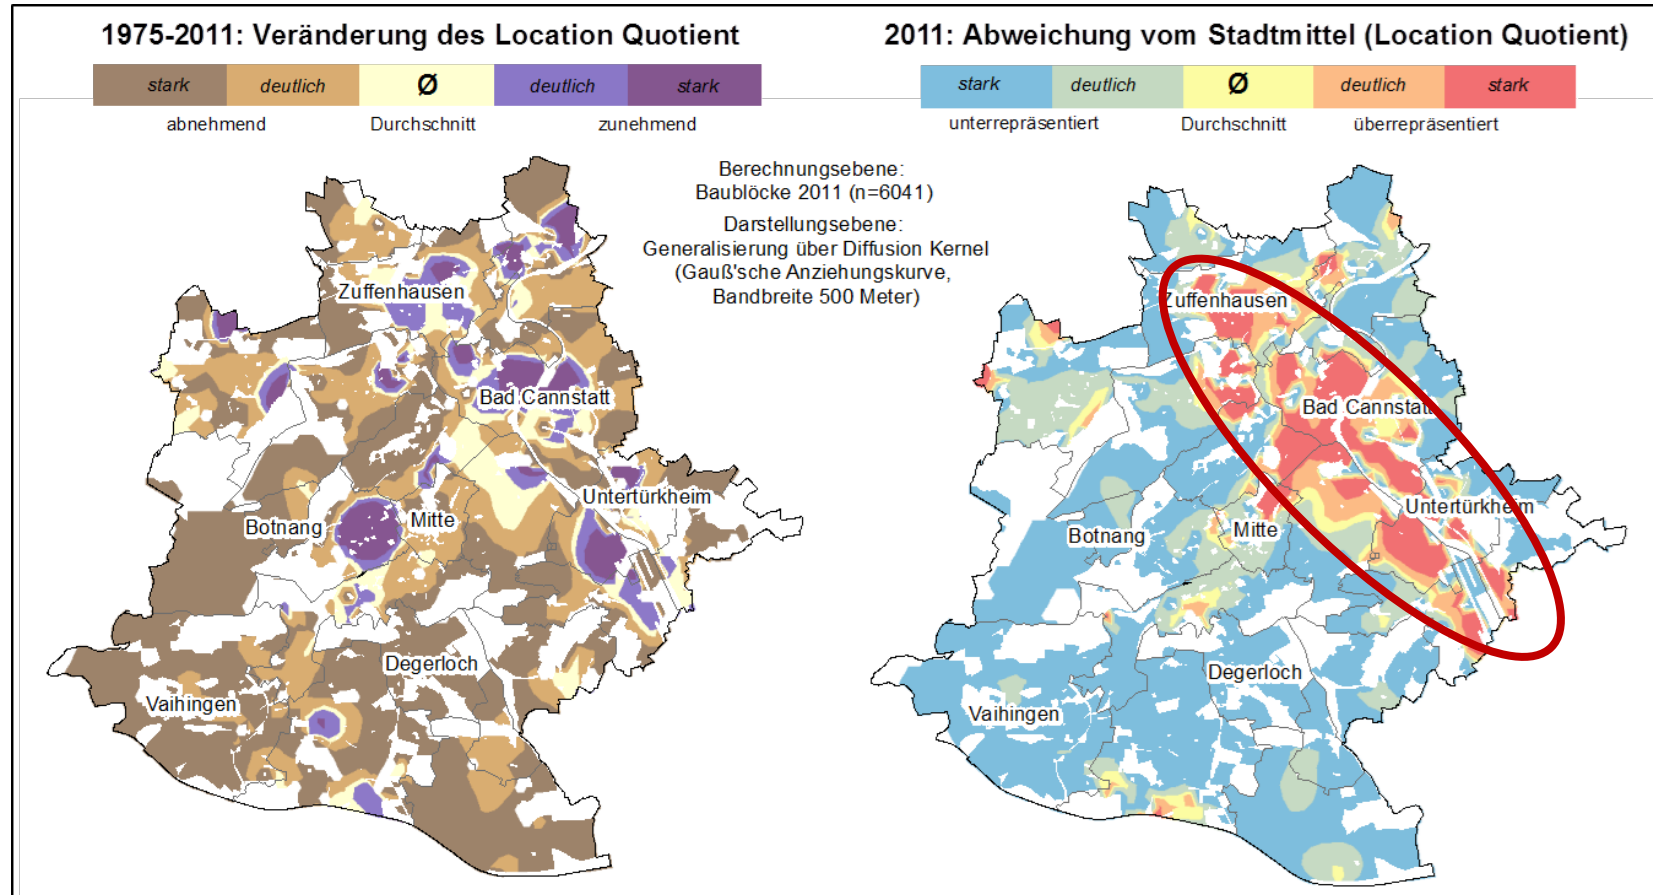 1975-2011: Veränderung des Location Quotient
stark deutlich Ø deutlich stark
abnehmend Durchschnitt zunehmend
2011: Abweichung vom Stadtmittel (Location Quotient)
stark deutlich Ø deutlich stark
unterrepräsentiert Durchschnitt überrepräsentiert
Berechnungsebene:
Baublöcke 2011 (n=6041)
Darstellungsebene:
Generalisierung über Diffusion Kernel
(Gauß'sche Anziehungskurve,
Bandbreite 500 Meter)
Zuffenhausen
Bad Cannstatt
Untertürkheim
Botnang
Mitte
Degerloch
Vaihingen
Zuffenhausen
Bad Cannstatt
Untertürkheim
Mitte
Botnang
Degerloch
Vaihingen